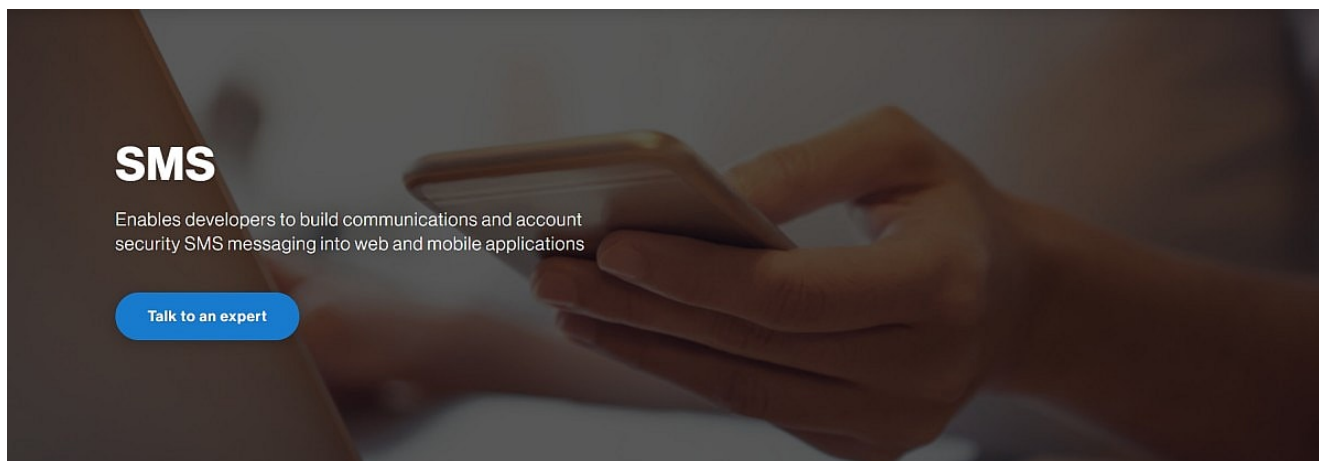 SMS
Enables developers to build communications and account
security SMS messaging into web and mobile applications
Talk to an expert